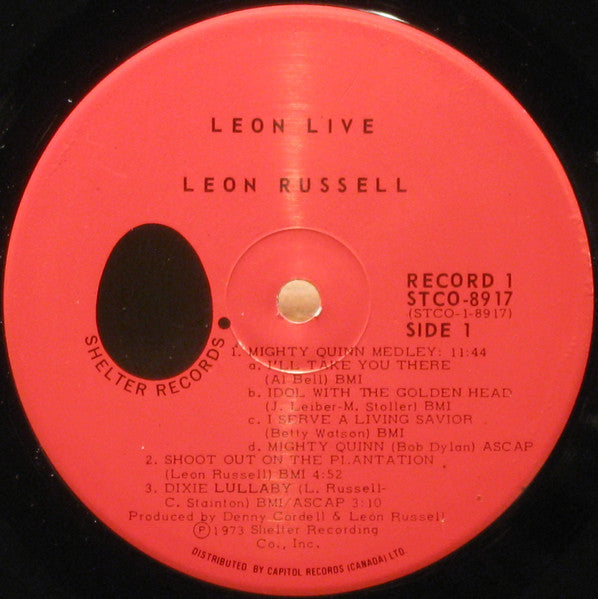 LEON LIVE
LEON RUSSELL
RECORD 1
STCO-8917
(STCO-1-8917)
SIDE 1
SHELTER RECORDS
1. MIGHTY QUINN MEDLEY: 11:44
a. I'LL TAKE YOU THERE
(Al Bell) BMI
b. IDOL WITH THE GOLDEN HEAD
(J. Leiber-M. Stoller) BMI
c. I SERVE A LIVING SAVIOR
(Betty Watson) BMI
d. MIGHTY QUINN (Bob Dylan) ASCAP
2. SHOOT OUT ON THE PLANTATION
(Leon Russell) BMI 4:52
3. DIXIE LULLABY (L. Russell-
C. Stainton) BMI/ASCAP 3:10
Produced by Denny Cordell & Leon Russell
℗ 1973 Shelter Recording
Co., Inc.
DISTRIBUTED BY CAPITOL RECORDS (CANADA) LTD.